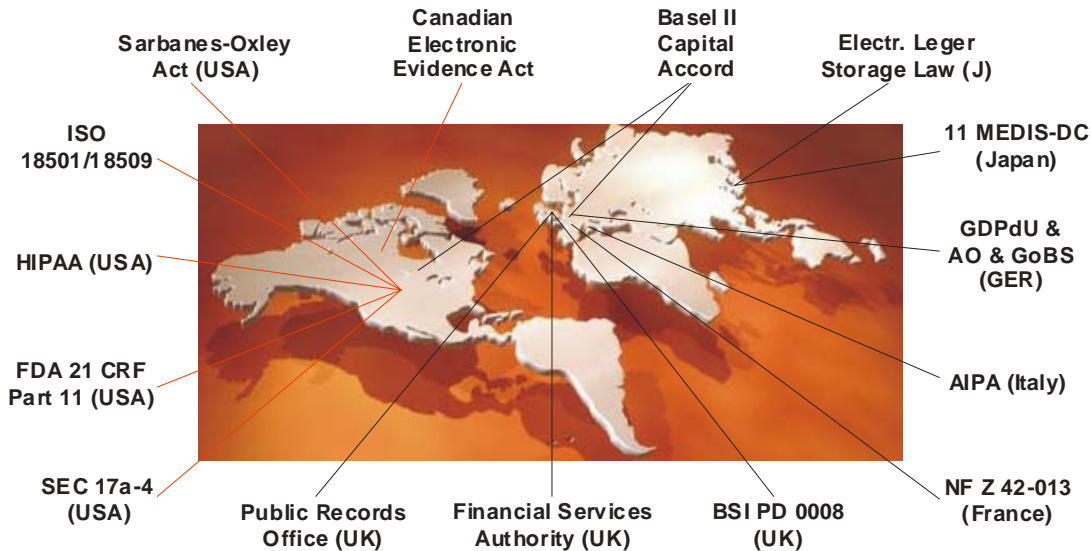 Sarbanes-Oxley
Act (USA)
Canadian
Electronic
Evidence Act
Basel II
Capital
Accord
Electr. Leger
Storage Law (J)
ISO
18501/18509
11 MEDIS-DC
(Japan)
HIPAA (USA)
GDPdU &
AO & GoBS
(GER)
FDA 21 CRF
Part 11 (USA)
AIPA (Italy)
SEC 17a-4
(USA)
Public Records
Office (UK)
Financial Services
Authority (UK)
BSI PD 0008
(UK)
NF Z 42-013
(France)